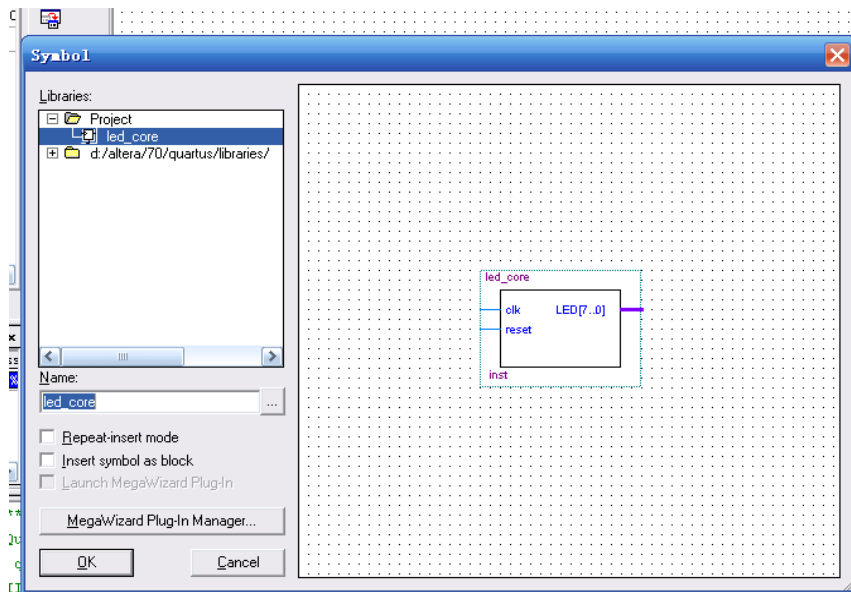 Symbol
Libraries:
Project
led_core
d:/altera/70/quartus/libraries/
Name:
led_core
...
Repeat-insert mode
Insert symbol as block
Launch MegaWizard Plug-In
MegaWizard Plug-In Manager...
OK
Cancel
led_core
clk LED[7..0]
reset
inst